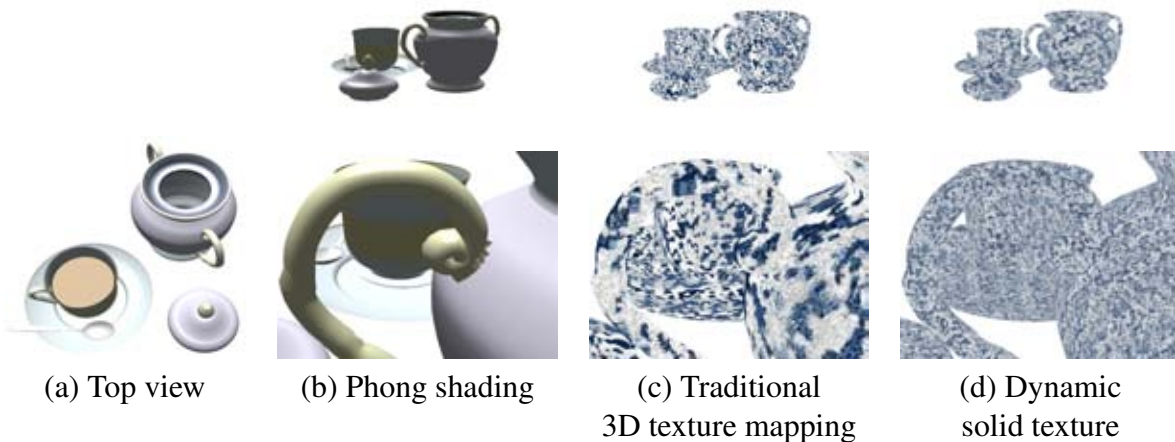 (a) Top view
(b) Phong shading
(c) Traditional
3D texture mapping
(d) Dynamic
solid texture